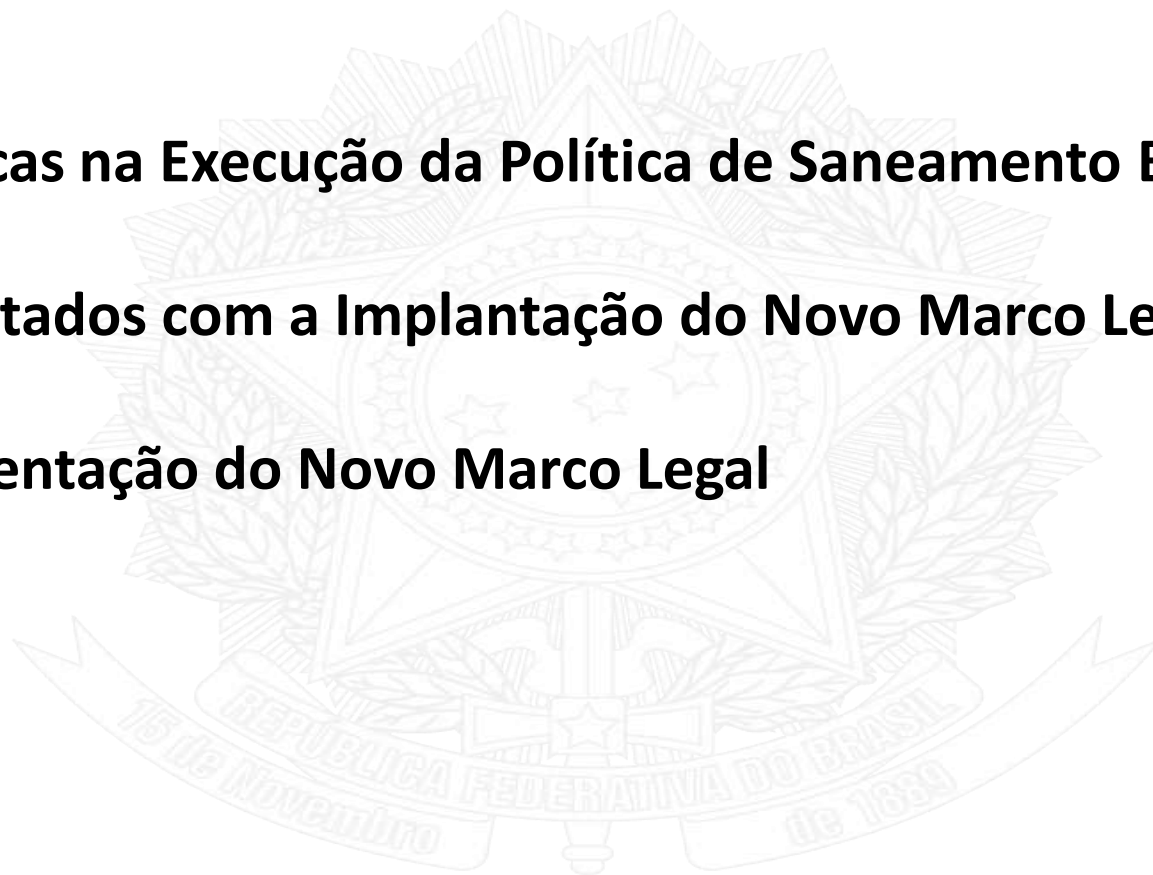 cas na Execução da Política de Saneamento
tados com a Implantação do Novo Marco Le
entação do Novo Marco Legal
REPÚBLICA FEDERATIVA DO BRASIL
15 de Novembro de 1889